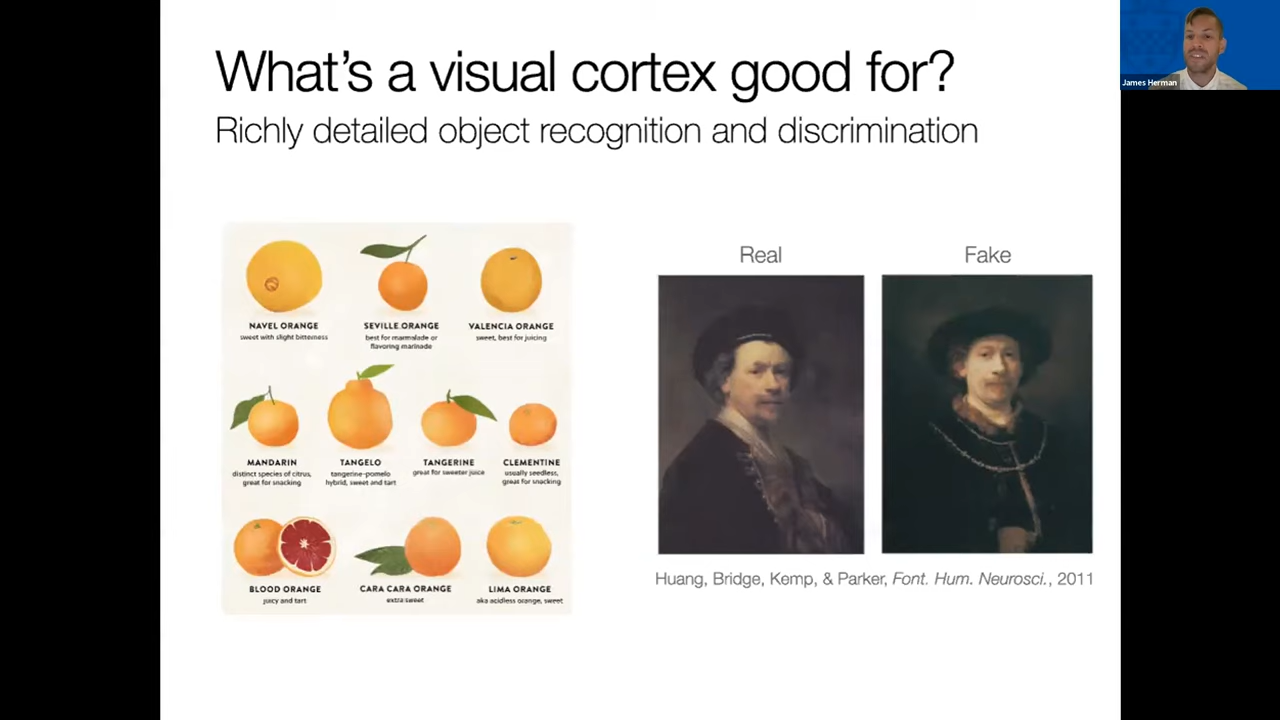 What's a visual cortex good for?
Richly detailed object recognition and discrimination
James Herman
NAVEL ORANGE
sweet with slight bitterness
SEVILLE ORANGE
best for marmalade or
flavoring marinade
VALENCIA ORANGE
sweet, best for juicing
MANDARIN
distinct species of citrus,
great for snacking
TANGELO
tangerine-pomelo
hybrid, sweet and tart
TANGERINE
great for sweeter juice
CLEMENTINE
usually seedless,
great for snacking
BLOOD ORANGE
juicy and tart
CARA CARA ORANGE
extra sweet
LIMA ORANGE
aka acidless orange, sweet
Real
Fake
Huang, Bridge, Kemp, & Parker, Font. Hum. Neurosci., 2011